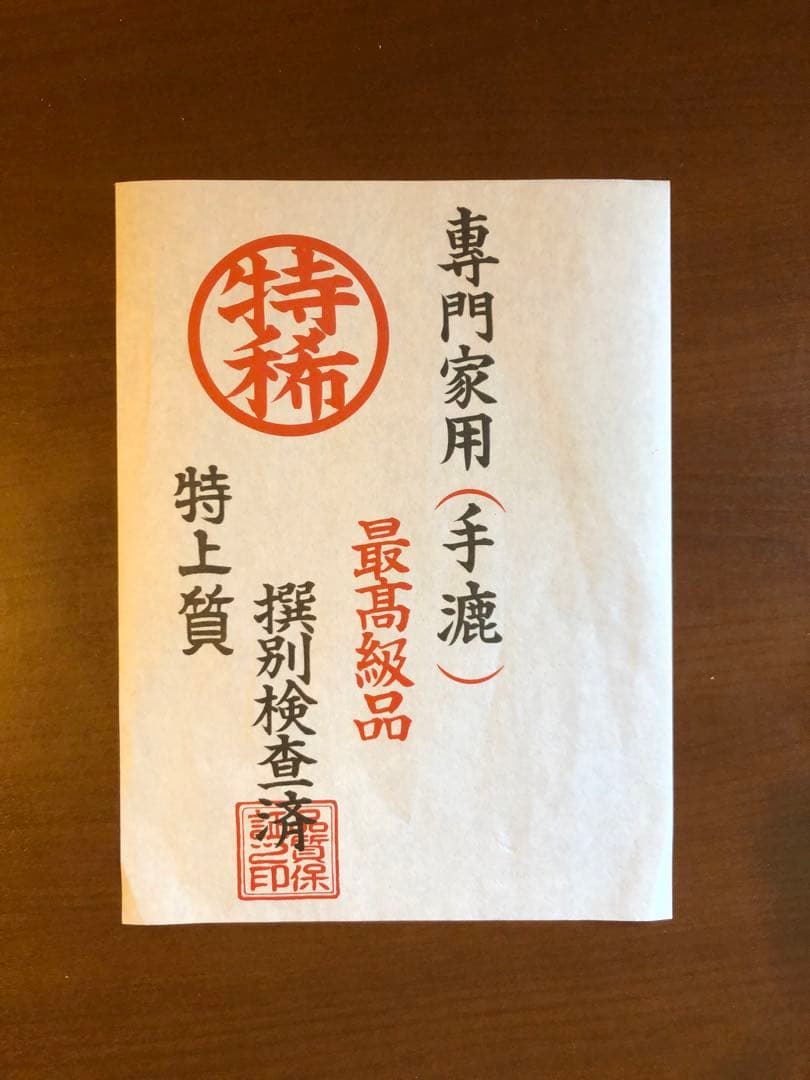 專門家用(手漉)
最高級品
撰別検査済
品質保
証之印
特稀
特上質